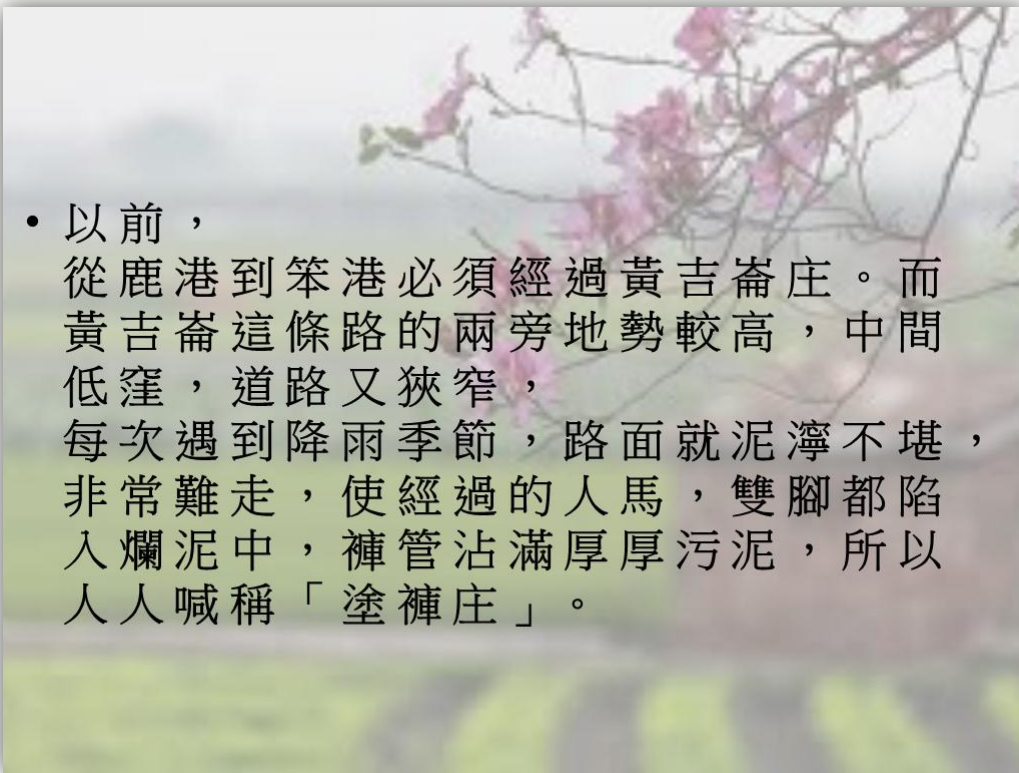 • 以前，
從鹿港到笨港必須經過黃吉崙庄。而
黃吉崙這條路的兩旁地勢較高，中間
低窪，道路又狹窄，
每次遇到降雨季節，路面就泥濘不堪，
非常難走，使經過的人馬，雙腳都陷
入爛泥中，褲管沾滿厚厚污泥，所以
人人喊稱「塗褲庄」。